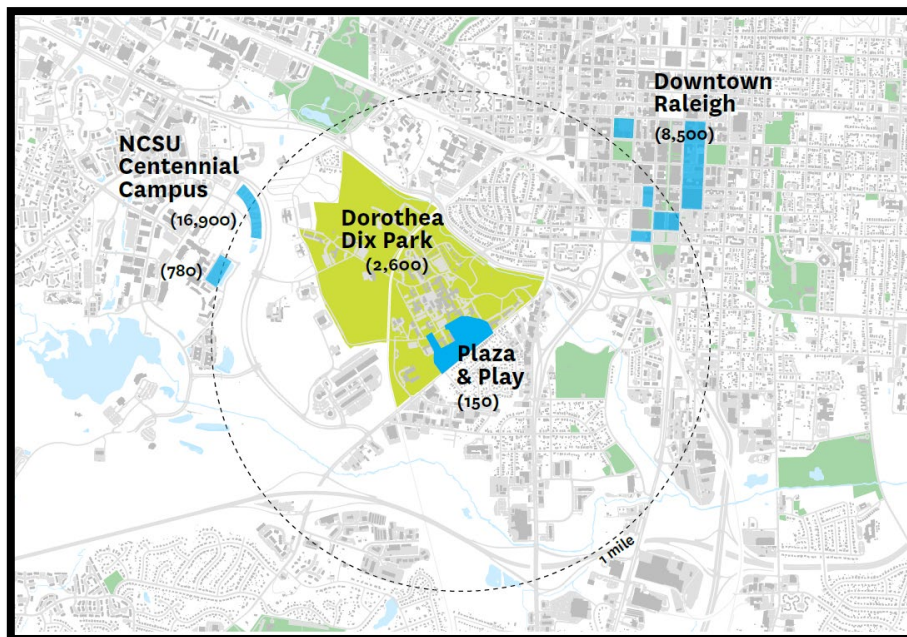 Downtown
Raleigh
(8,500)
NCSU
Centennial
Campus
(16,900)
(780)
Dorothea
Dix Park
(2,600)
Plaza
& Play
(150)
1 mile